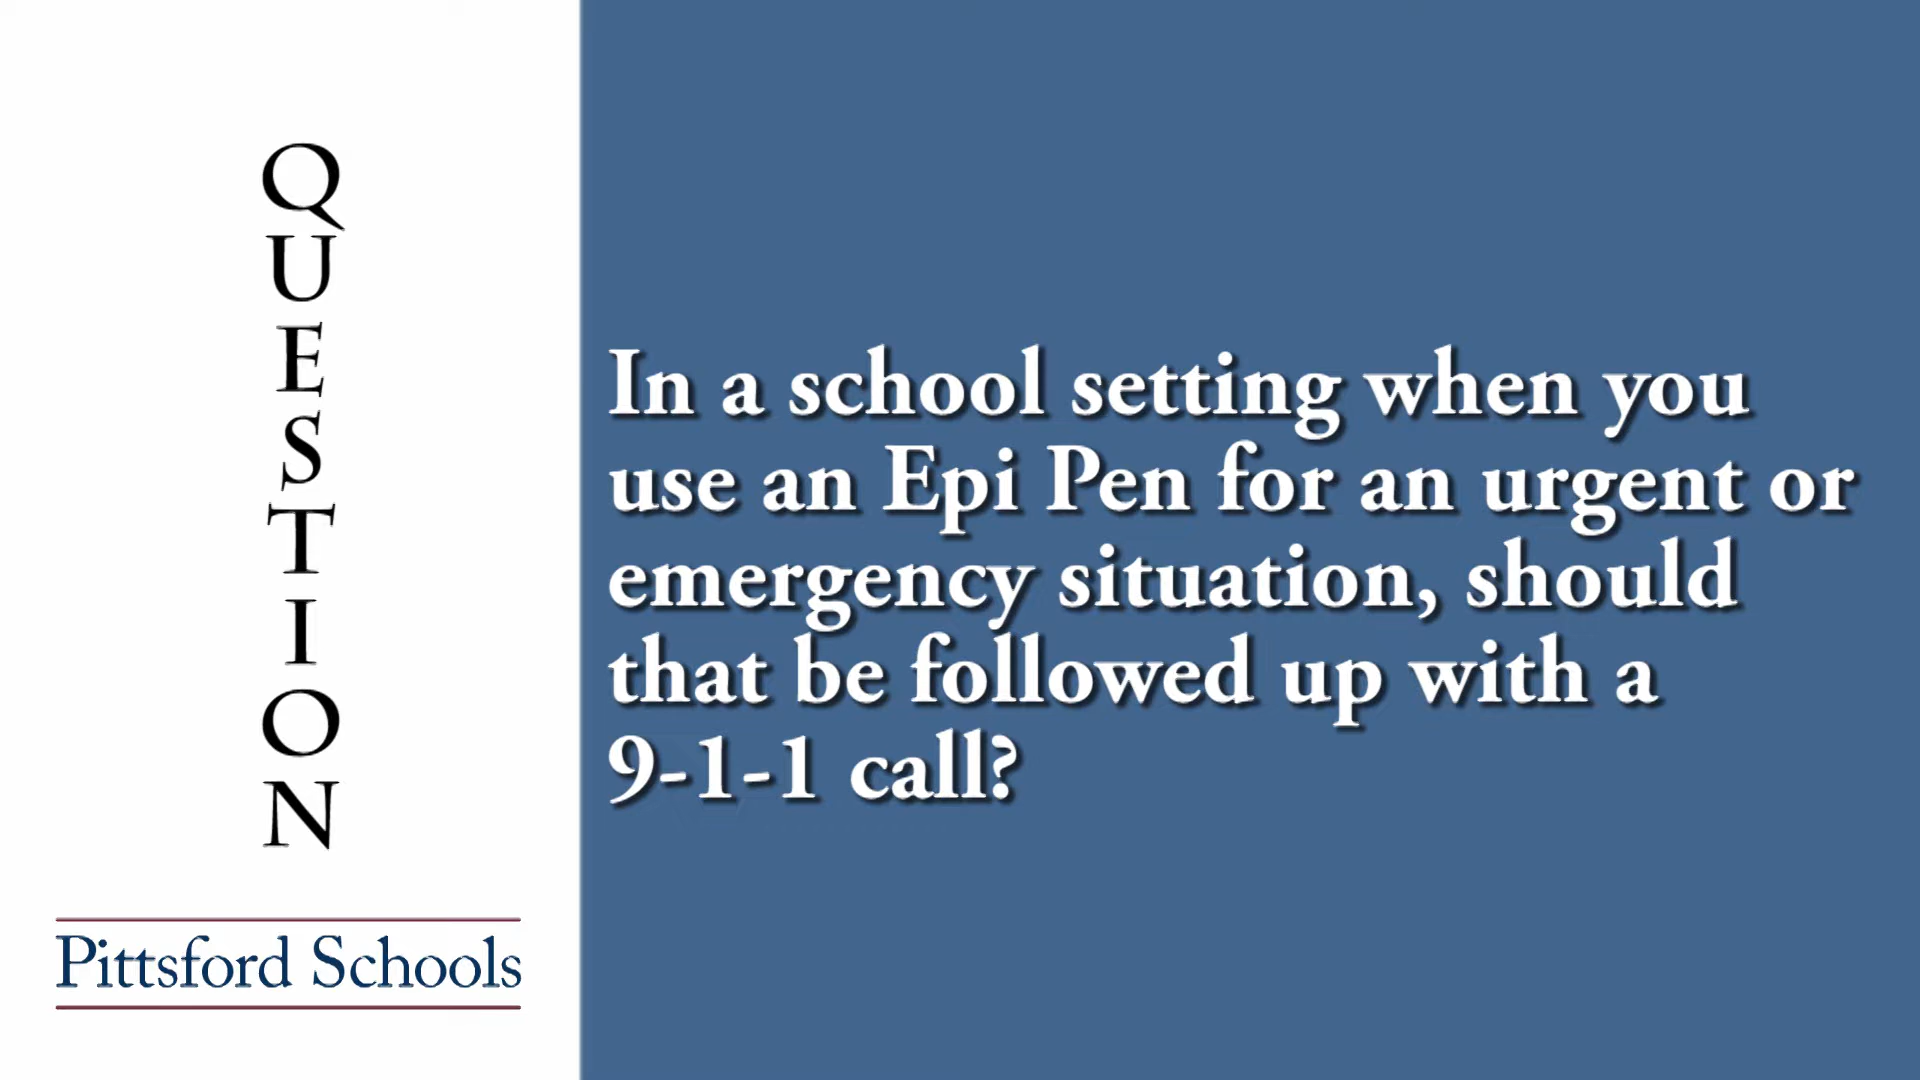 QUESTION
Pittsford Schools
In a school setting when you
use an Epi Pen for an urgent or
emergency situation, should
that be followed up with a
9-1-1 call?